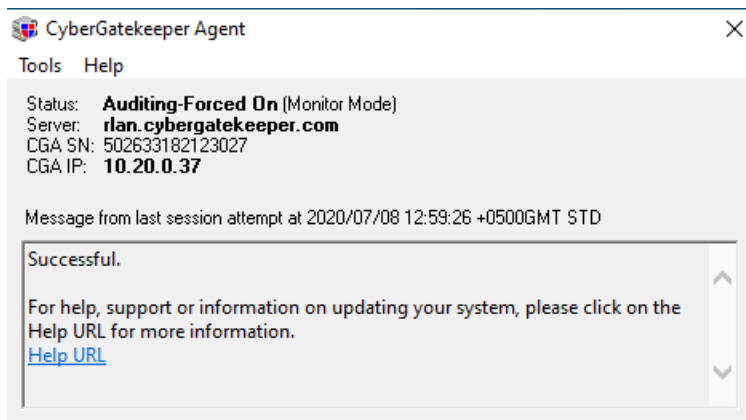 CyberGatekeeper Agent
Tools Help
Status: Auditing-Forced On (Monitor Mode)
Server: rlan.cybergatekeeper.com
CGA SN: 502633182123027
CGA IP: 10.20.0.37
Message from last session attempt at 2020/07/08 12:59:26 +0500GMT STD
Successful.
For help, support or information on updating your system, please click on the
Help URL for more information.
Help URL